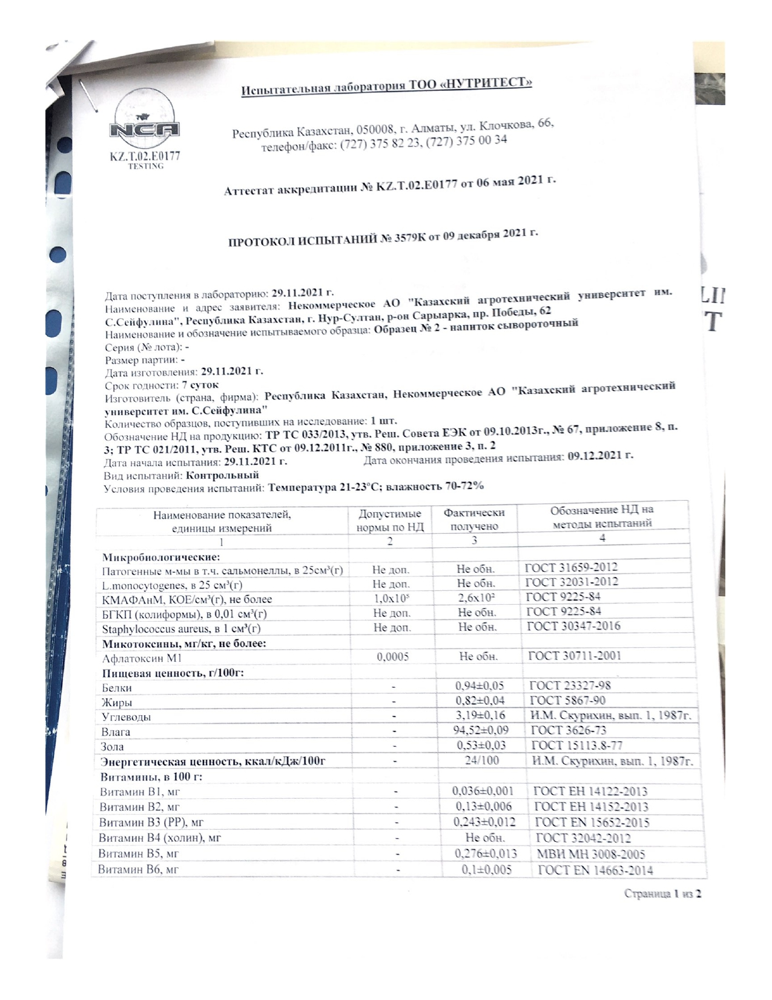 Испытательная лаборатория ТОО «НУТРИТЕСТ»
NCA
KZ.T.02.E0177
TESTING
Республика Казахстан, 050008, г. Алматы, ул. Клочкова, 66,
телефон/факс: (727) 375 82 23, (727) 375 00 34
Аттестат аккредитации № KZ.T.02.E0177 от 06 мая 2021 г.
ПРОТОКОЛ ИСПЫТАНИЙ № 3579К от 09 декабря 2021 г.
Дата поступления в лабораторию: 29.11.2021 г.
Наименование и адрес заявителя: Некоммерческое АО "Казахский агротехнический университет им.
С.Сейфулина", Республика Казахстан, г. Нур-Султан, р-он Сарыарка, пр. Победы, 62
Наименование и обозначение испытываемого образца: Образец № 2 - напиток сывороточный
Серия (№ лота): -
Размер партии: -
Дата изготовления: 29.11.2021 г.
Срок годности: 7 суток
Изготовитель (страна, фирма): Республика Казахстан, Некоммерческое АО "Казахский агротехнический
университет им. С.Сейфулина"
Количество образцов, поступивших на исследование: 1 шт.
Обозначение НД на продукцию: ТР ТС 033/2013, утв. Реш. Совета ЕЭК от 09.10.2013г., № 67, приложение 8, п.
3; ТР ТС 021/2011, утв. Реш. КТС от 09.12.2011г., № 880, приложение 3, п. 2
Дата начала испытания: 29.11.2021 г. Дата окончания проведения испытания: 09.12.2021 г.
Вид испытаний: Контрольный
Условия проведения испытаний: Температура 21-23ºС; влажность 70-72%
Наименование показателей, единицы измерений Допустимые нормы по НД Фактически получено Обозначение НД на методы испытаний
1 2 3 4
Микробиологические:
Патогенные м-мы в т.ч. сальмонеллы, в 25см³(г) Не доп. Не обн. ГОСТ 31659-2012
L.monocytogenes, в 25 см³(г) Не доп. Не обн. ГОСТ 32031-2012
КМАФАнМ, КОЕ/см³(г), не более 1,0х10⁵ 2,6х10² ГОСТ 9225-84
БГКП (колиформы), в 0,01 см³(г) Не доп. Не обн. ГОСТ 9225-84
Staphylococcus aureus, в 1 см³(г) Не доп. Не обн. ГОСТ 30347-2016
Микотоксины, мг/кг, не более:
Афлатоксин М1 0,0005 Не обн. ГОСТ 30711-2001
Пищевая ценность, г/100г:
Белки - 0,94±0,05 ГОСТ 23327-98
Жиры - 0,82±0,04 ГОСТ 5867-90
Углеводы - 3,19±0,16 И.М. Скурихин, вып. 1, 1987г.
Влага - 94,52±0,09 ГОСТ 3626-73
Зола - 0,53±0,03 ГОСТ 15113.8-77
Энергетическая ценность, ккал/кДж/100г - 24/100 И.М. Скурихин, вып. 1, 1987г.
Витамины, в 100 г:
Витамин В1, мг - 0,036±0,001 ГОСТ ЕН 14122-2013
Витамин В2, мг - 0,13±0,006 ГОСТ ЕН 14152-2013
Витамин В3 (РР), мг - 0,243±0,012 ГОСТ EN 15652-2015
Витамин В4 (холин), мг - Не обн. ГОСТ 32042-2012
Витамин В5, мг - 0,276±0,013 МВИ МН 3008-2005
Витамин В6, мг - 0,1±0,005 ГОСТ EN 14663-2014
Страница 1 из 2